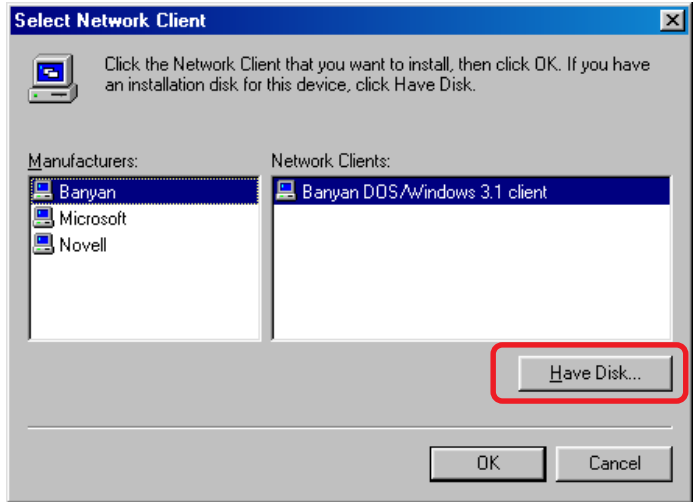 Select Network Client
Click the Network Client that you want to install, then click OK. If you have
an installation disk for this device, click Have Disk.
Manufacturers:
Banyan
Microsoft
Novell
Network Clients:
Banyan DOS/Windows 3.1 client
Have Disk...
OK
Cancel